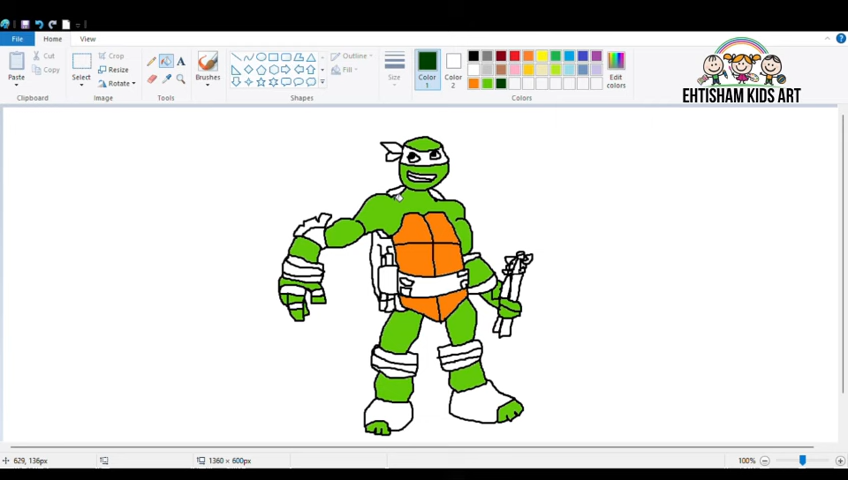 File Home View
Paste Cut Copy Clipboard
Select Crop Resize Rotate Image
A Tools
Brushes
Outline Fill Shapes
Size
Color 1 Color 2 Edit colors Colors
EHTISHAM KIDS ART
629, 136px 1360 × 600px 100%